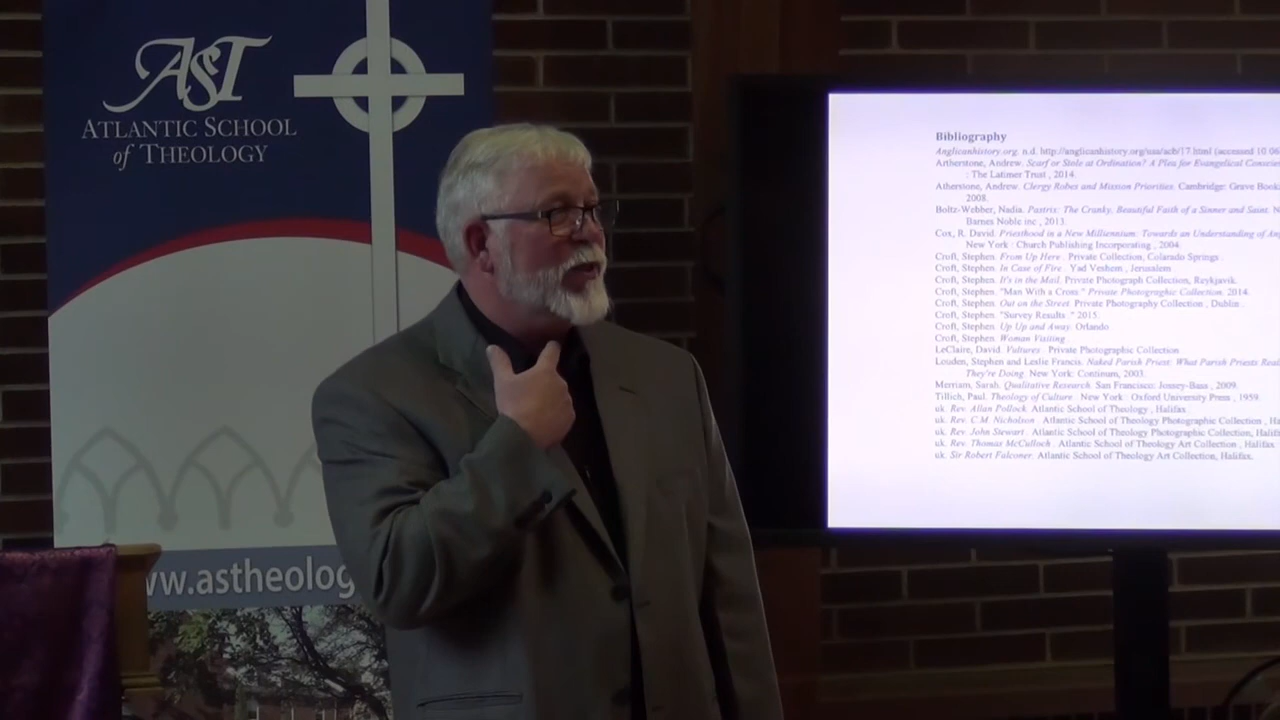 AST
ATLANTIC SCHOOL
of THEOLOGY
ww.astheolog
Bibliography
Anglicanhistory.org. n.d. http://anglicanhistory.org/usa/acb/17.html (accessed 10 06
Artherstone, Andrew. Scarf or Stole at Ordination? A Plea for Evangelical Conscie
: The Latimer Trust , 2014.
Atherstone, Andrew. Clergy Robes and Mission Priorities. Cambridge: Grave Book
2008.
Boltz-Webber, Nadia. Pastrix: The Cranky, Beautiful Faith of a Sinner and Saint. N
Barnes Noble inc , 2013.
Cox, R. David. Priesthood in a New Millennium: Towards an Understanding of An
New York : Church Publishing Incorporating , 2004.
Croft, Stephen. From Up Here . Private Collection, Colarado Springs .
Croft, Stephen. In Case of Fire . Yad Veshem , Jerusalem .
Croft, Stephen. It's in the Mail. Private Photograph Collection, Reykjavik.
Croft, Stephen. "Man With a Cross." Private Photographic Collection. 2014.
Croft, Stephen. Out on the Street. Private Photography Collection , Dublin .
Croft, Stephen. "Survey Results ." 2015.
Croft, Stephen. Up Up and Away. Orlando
Croft, Stephen. Woman Visiting .
LeClaire, David. Vultures . Private Photographic Collection
Louden, Stephen and Leslie Francis. Naked Parish Priest: What Parish Priests Real
They're Doing. New York: Continum, 2003.
Merriam, Sarah. Qualitative Research. San Francisco: Jossey-Bass , 2009.
Tillich, Paul. Theology of Culture . New York : Oxford University Press , 1959.
uk. Rev. Allan Pollock. Atlantic School of Theology , Halifax .
uk. Rev. C.M. Nicholson . Atlantic School of Theology Photographic Collection , Ha
uk. Rev. John Stewart . Atlantic School of Theology Photographic Collection, Halif
uk. Rev. Thomas McCulloch . Atlantic School of Theology Art Collection , Halifax
uk. Sir Robert Falconer. Atlantic School of Theology Art Collection, Halifax.